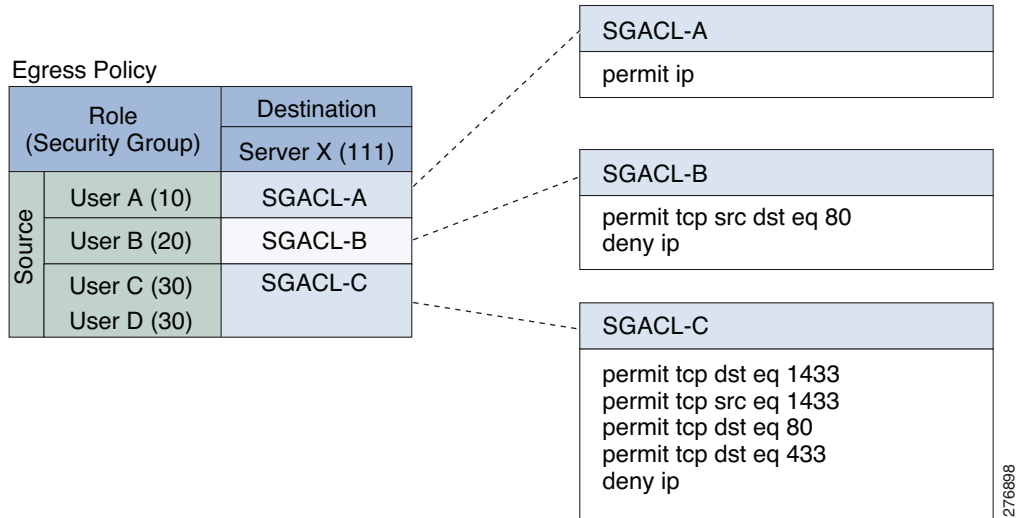 Egress Policy
Role
(Security Group)
Destination
Server X (111)
Source
User A (10)
SGACL-A
User B (20)
SGACL-B
User C (30)
User D (30)
SGACL-C
SGACL-A
permit ip
SGACL-B
permit tcp src dst eq 80
deny ip
SGACL-C
permit tcp dst eq 1433
permit tcp src eq 1433
permit tcp dst eq 80
permit tcp dst eq 433
deny ip
276898